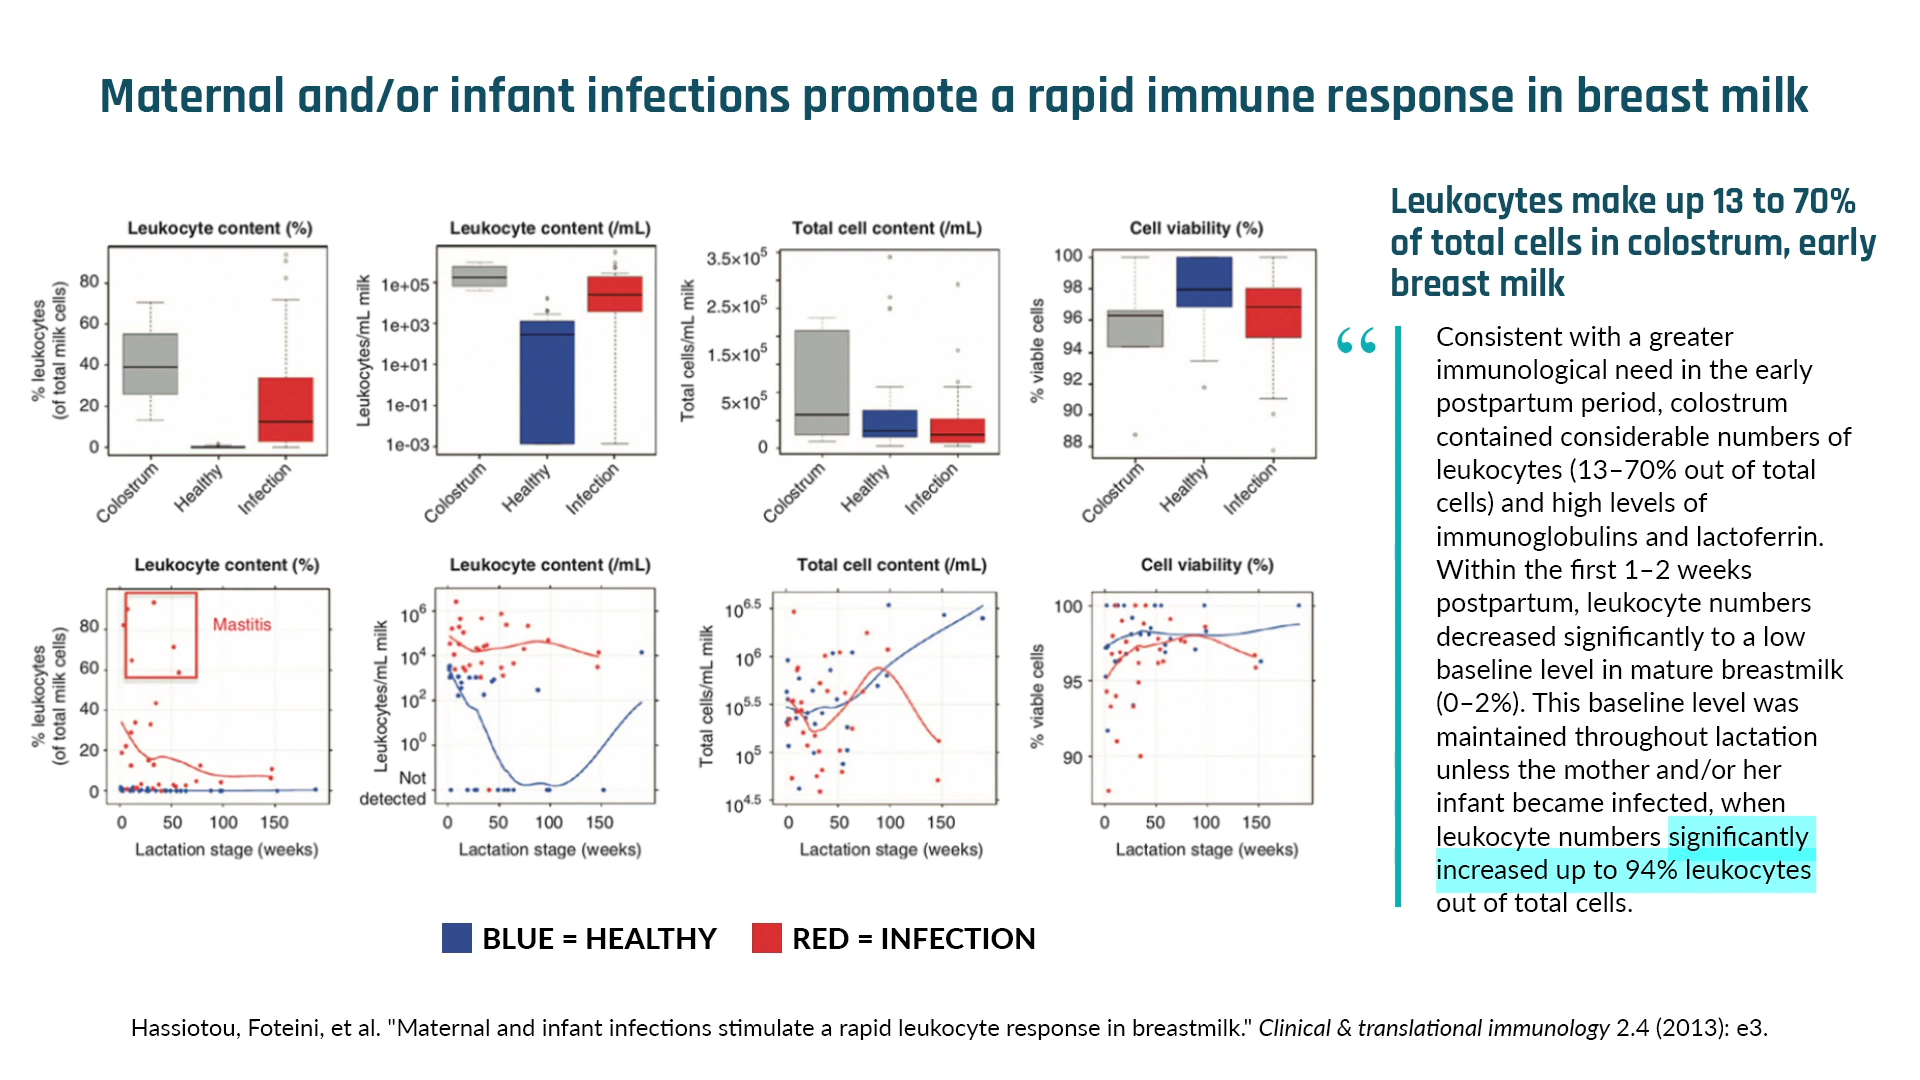 Maternal and/or infant infections promote a rapid immune response in breast milk
Leukocyte content (%)
% leukocytes
(of total milk cells)
80
60
40
20
0
Colostrum
Healthy
Infection
Leukocyte content (/mL)
Leukocytes/mL milk
1e+05
1e+03
1e+01
1e-01
1e-03
Colostrum
Healthy
Infection
Total cell content (/mL)
Total cells/mL milk
3.5×10⁵
2.5×10⁵
1.5×10⁵
5×10⁵
0
Colostrum
Healthy
Infection
Cell viability (%)
% viable cells
100
98
96
94
92
90
88
Colostrum
Healthy
Infection
Leukocyte content (%)
% leukocytes
(of total milk cells)
80
60
40
20
0
Mastitis
0 50 100 150
Lactation stage (weeks)
Leukocyte content (/mL)
Leukocytes/mL milk
10⁶
10⁴
10²
10⁰
Not
detected
0 50 100 150
Lactation stage (weeks)
Total cell content (/mL)
Total cells/mL milk
10⁶·⁵
10⁶
10⁵·⁵
10⁵
10⁴·⁵
0 50 100 150
Lactation stage (weeks)
Cell viability (%)
% viable cells
100
95
90
0 50 100 150
Lactation stage (weeks)
BLUE = HEALTHY
RED = INFECTION
Leukocytes make up 13 to 70%
of total cells in colostrum, early
breast milk
“
Consistent with a greater
immunological need in the early
postpartum period, colostrum
contained considerable numbers of
leukocytes (13–70% out of total
cells) and high levels of
immunoglobulins and lactoferrin.
Within the first 1–2 weeks
postpartum, leukocyte numbers
decreased significantly to a low
baseline level in mature breastmilk
(0–2%). This baseline level was
maintained throughout lactation
unless the mother and/or her
infant became infected, when
leukocyte numbers significantly
increased up to 94% leukocytes
out of total cells.
Hassiotou, Foteini, et al. "Maternal and infant infections stimulate a rapid leukocyte response in breastmilk." Clinical & translational immunology 2.4 (2013): e3.